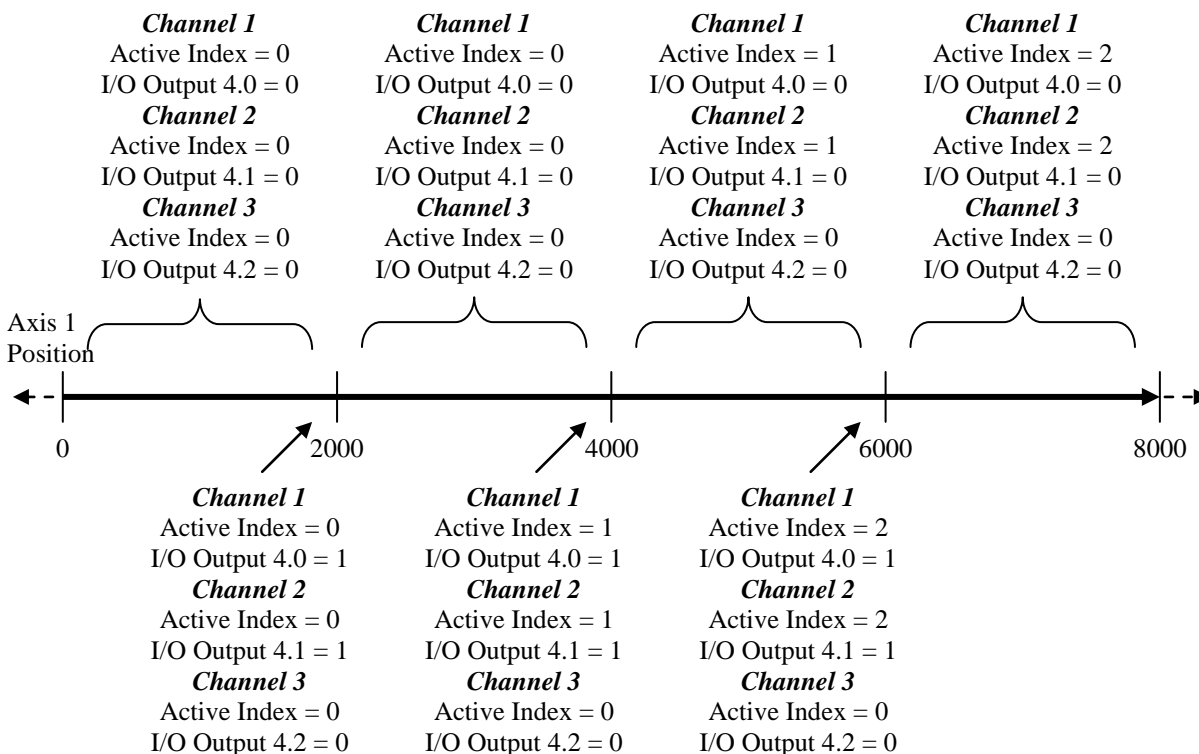 Channel 1
Active Index = 0
I/O Output 4.0 = 0
Channel 2
Active Index = 0
I/O Output 4.1 = 0
Channel 3
Active Index = 0
I/O Output 4.2 = 0
Channel 1
Active Index = 0
I/O Output 4.0 = 0
Channel 2
Active Index = 0
I/O Output 4.1 = 0
Channel 3
Active Index = 0
I/O Output 4.2 = 0
Channel 1
Active Index = 1
I/O Output 4.0 = 0
Channel 2
Active Index = 1
I/O Output 4.1 = 0
Channel 3
Active Index = 0
I/O Output 4.2 = 0
Channel 1
Active Index = 2
I/O Output 4.0 = 0
Channel 2
Active Index = 2
I/O Output 4.1 = 0
Channel 3
Active Index = 0
I/O Output 4.2 = 0
Axis 1
Position
0
2000
4000
6000
8000
Channel 1
Active Index = 0
I/O Output 4.0 = 1
Channel 2
Active Index = 0
I/O Output 4.1 = 1
Channel 3
Active Index = 0
I/O Output 4.2 = 0
Channel 1
Active Index = 1
I/O Output 4.0 = 1
Channel 2
Active Index = 1
I/O Output 4.1 = 1
Channel 3
Active Index = 0
I/O Output 4.2 = 0
Channel 1
Active Index = 2
I/O Output 4.0 = 1
Channel 2
Active Index = 2
I/O Output 4.1 = 1
Channel 3
Active Index = 0
I/O Output 4.2 = 0